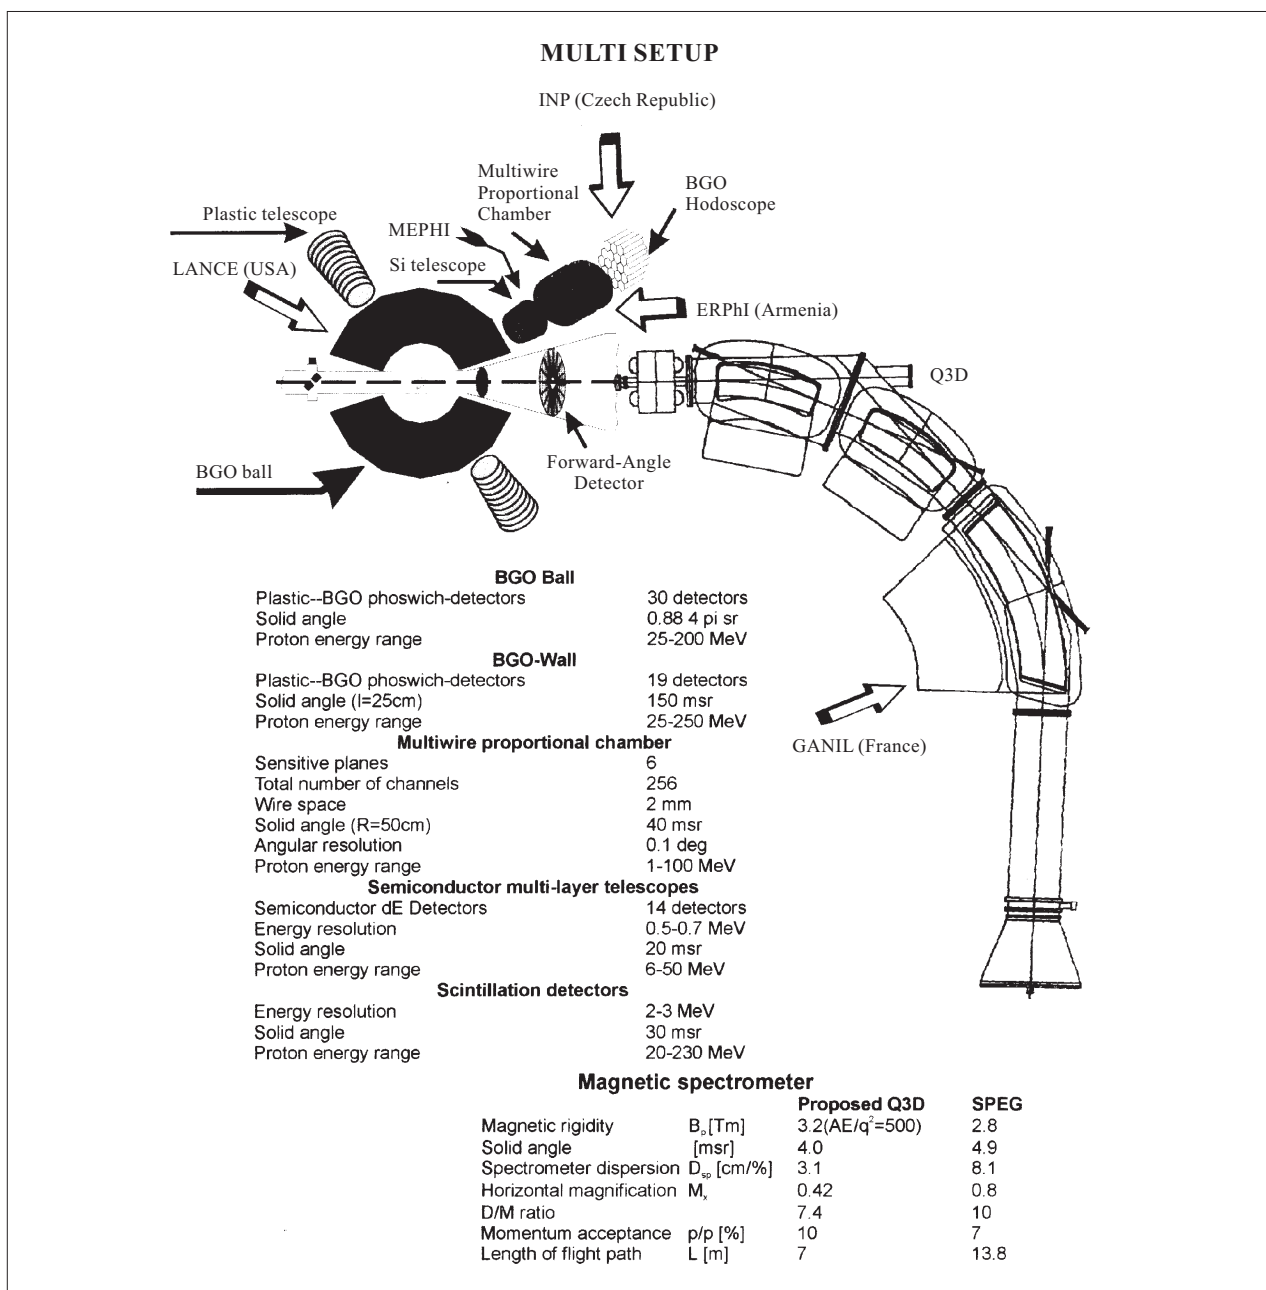 MULTI SETUP
INP (Czech Republic)
Multiwire
Proportional
Chamber
BGO
Hodoscope
Plastic telescope
MEPHI
LANCE (USA)
Si telescope
ERPhI (Armenia)
Q3D
Forward-Angle
Detector
BGO ball
GANIL (France)
BGO Ball
Plastic--BGO phoswich-detectors 30 detectors
Solid angle 0.88 4 pi sr
Proton energy range 25-200 MeV
BGO-Wall
Plastic--BGO phoswich-detectors 19 detectors
Solid angle (l=25cm) 150 msr
Proton energy range 25-250 MeV
Multiwire proportional chamber
Sensitive planes 6
Total number of channels 256
Wire space 2 mm
Solid angle (R=50cm) 40 msr
Angular resolution 0.1 deg
Proton energy range 1-100 MeV
Semiconductor multi-layer telescopes
Semiconductor dE Detectors 14 detectors
Energy resolution 0.5-0.7 MeV
Solid angle 20 msr
Proton energy range 6-50 MeV
Scintillation detectors
Energy resolution 2-3 MeV
Solid angle 30 msr
Proton energy range 20-230 MeV
Magnetic spectrometer
Proposed Q3D SPEG
Magnetic rigidity Bρ[Tm] 3.2(AE/q²=500) 2.8
Solid angle [msr] 4.0 4.9
Spectrometer dispersion Dsp [cm/%] 3.1 8.1
Horizontal magnification Mx 0.42 0.8
D/M ratio 7.4 10
Momentum acceptance p/p [%] 10 7
Length of flight path L [m] 7 13.8